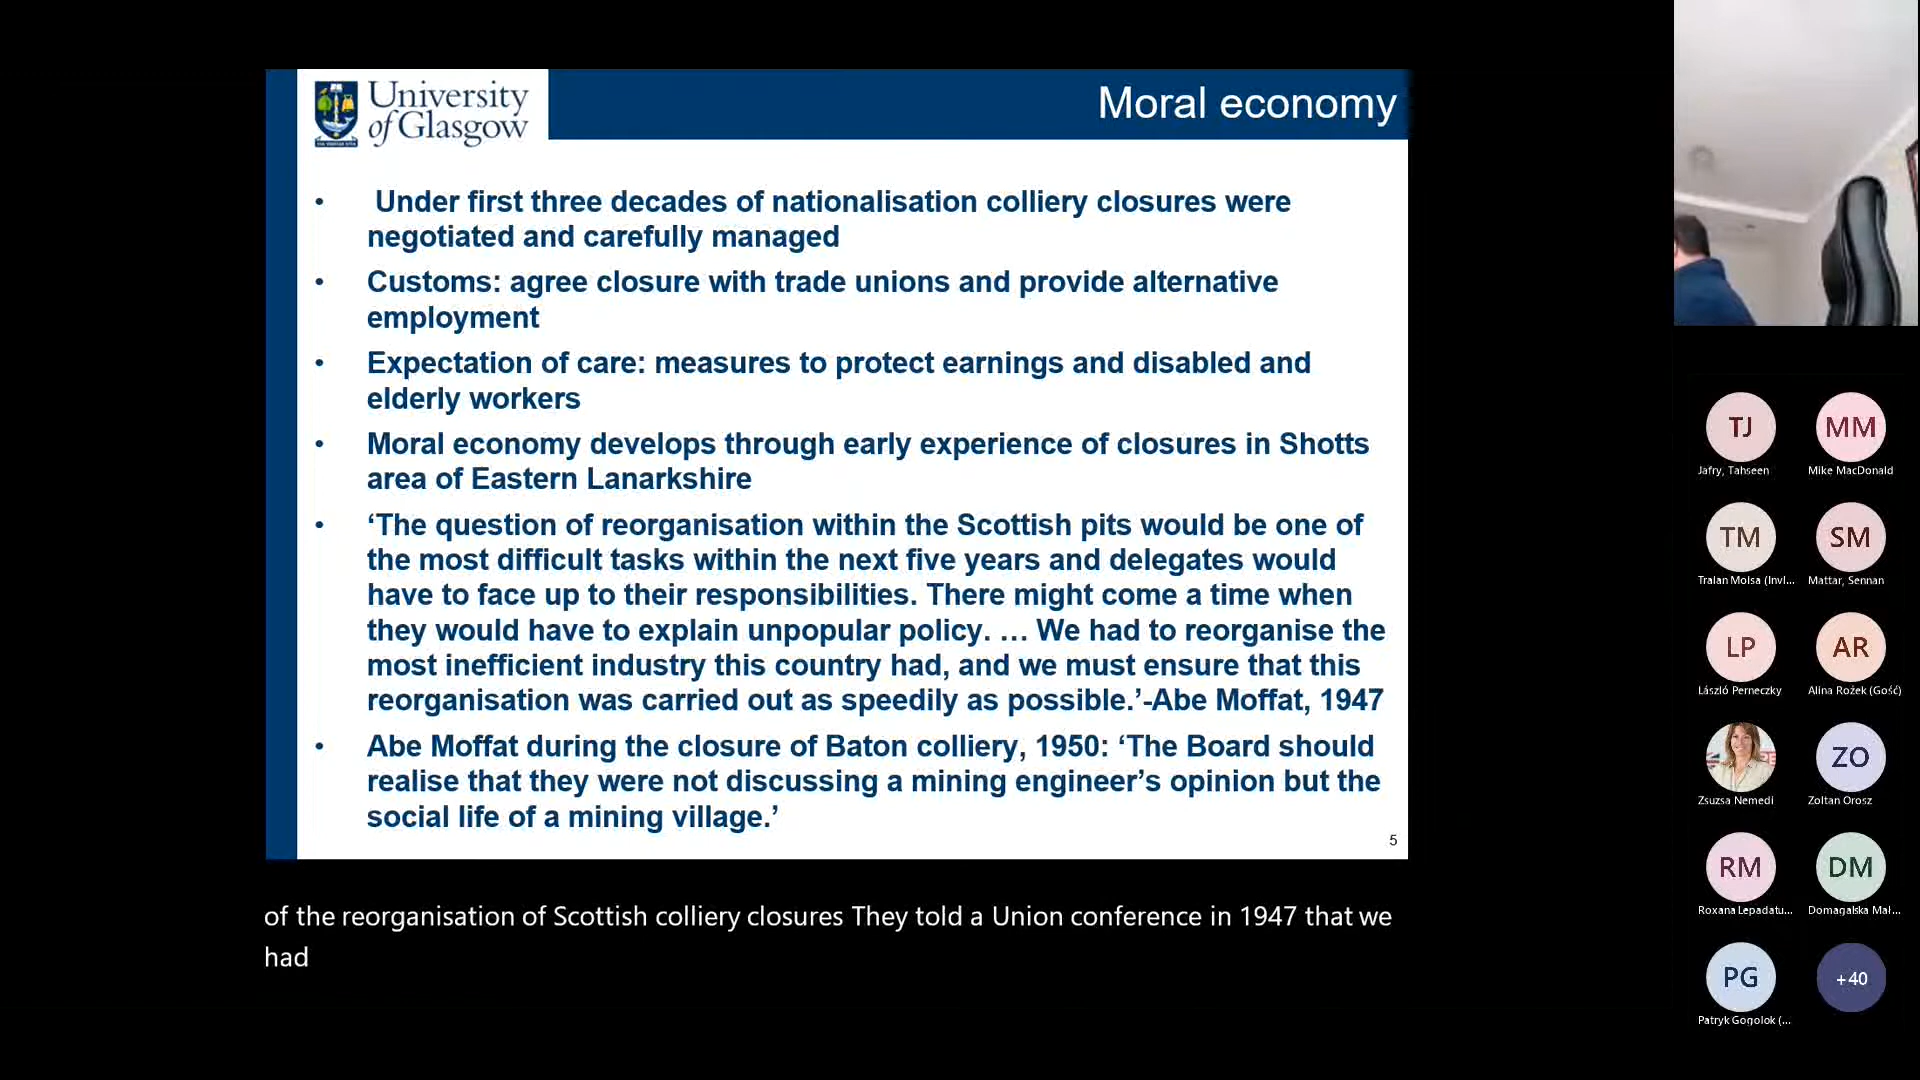 University
of Glasgow
Moral economy
• Under first three decades of nationalisation colliery closures were
negotiated and carefully managed
• Customs: agree closure with trade unions and provide alternative
employment
• Expectation of care: measures to protect earnings and disabled and
elderly workers
• Moral economy develops through early experience of closures in Shotts
area of Eastern Lanarkshire
• ‘The question of reorganisation within the Scottish pits would be one of
the most difficult tasks within the next five years and delegates would
have to face up to their responsibilities. There might come a time when
they would have to explain unpopular policy. … We had to reorganise the
most inefficient industry this country had, and we must ensure that this
reorganisation was carried out as speedily as possible.’-Abe Moffat, 1947
• Abe Moffat during the closure of Baton colliery, 1950: ‘The Board should
realise that they were not discussing a mining engineer’s opinion but the
social life of a mining village.’
5
of the reorganisation of Scottish colliery closures They told a Union conference in 1947 that we
had
TJ
Jafry, Tahseen
MM
Mike MacDonald
TM
Traian Moisa (Invi...
SM
Mattar, Sennan
LP
László Perneczky
AR
Alina Rożek (Gość)
Zsuzsa Nemedi
ZO
Zoltan Orosz
RM
Roxana Lepadatu...
DM
Domagalska Mał...
PG
Patryk Gogolok (...
+40